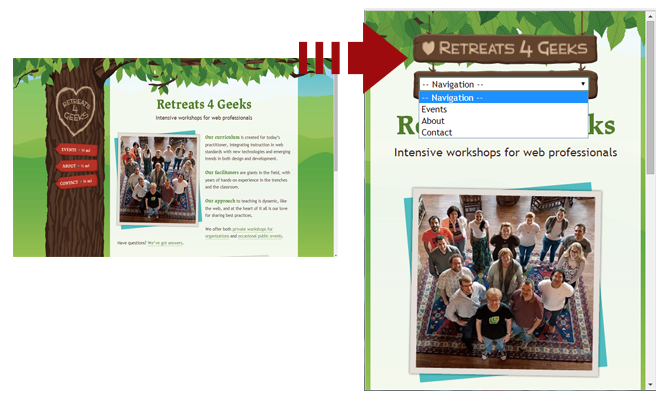 RETREATS
4
GEEKS
EVENTS
ABOUT
CONTACT
Retreats 4 Geeks
Intensive workshops for web professionals
Our curriculum is created for today's
practitioner, integrating instruction in web
standards with new technologies and emerging
trends in both design and development.
Our facilitators are giants in the field, with
years of hands on experience in the trenches
and the classroom.
Our approach to teaching is dynamic, like
the web, and at the heart of it all is our love
for sharing best practices.
We offer both private workshops for
organizations and occasional public events.
Have questions? We've got answers.
RETREATS 4 GEEKS
-- Navigation --
-- Navigation --
Events
About
Contact
Intensive workshops for web professionals